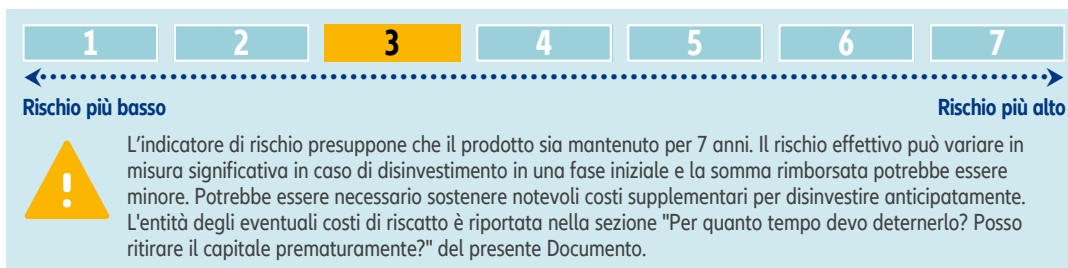 1 2 3 4 5 6 7
Rischio più basso Rischio più alto
L'indicatore di rischio presuppone che il prodotto sia mantenuto per 7 anni. Il rischio effettivo può variare in
misura significativa in caso di disinvestimento in una fase iniziale e la somma rimborsata potrebbe essere
minore. Potrebbe essere necessario sostenere notevoli costi supplementari per disinvestire anticipatamente.
L'entità degli eventuali costi di riscatto è riportata nella sezione "Per quanto tempo devo deternerlo? Posso
ritirare il capitale prematuramente?" del presente Documento.